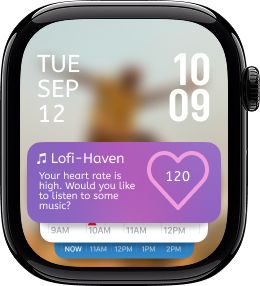 TUE
SEP
12
10
09
♫ Lofi-Haven
Your heart rate is
high. Would you like
to listen to some
music?
120
9AM 10AM 11AM 12PM
NOW 11AM 12PM 1PM 2PM